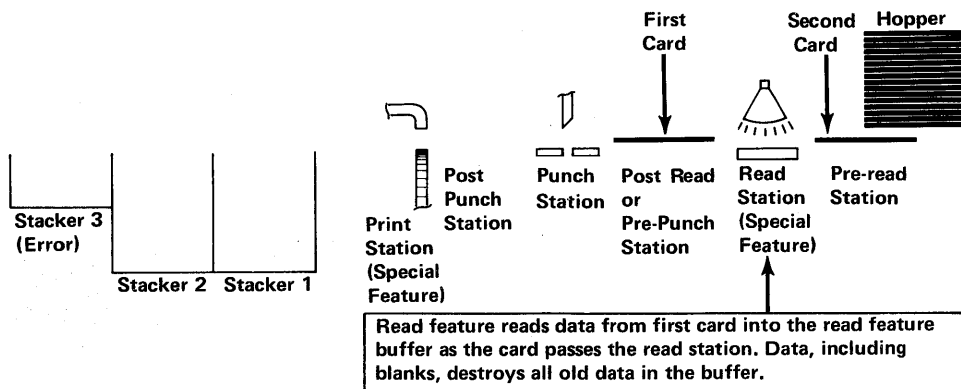 First
Card
Second
Card
Hopper
Stacker 3
(Error)
Stacker 2
Stacker 1
Print
Station
(Special
Feature)
Post
Punch
Station
Punch
Station
Post Read
or
Pre-Punch
Station
Read
Station
(Special
Feature)
Pre-read
Station
Read feature reads data from first card into the read feature
buffer as the card passes the read station. Data, including
blanks, destroys all old data in the buffer.